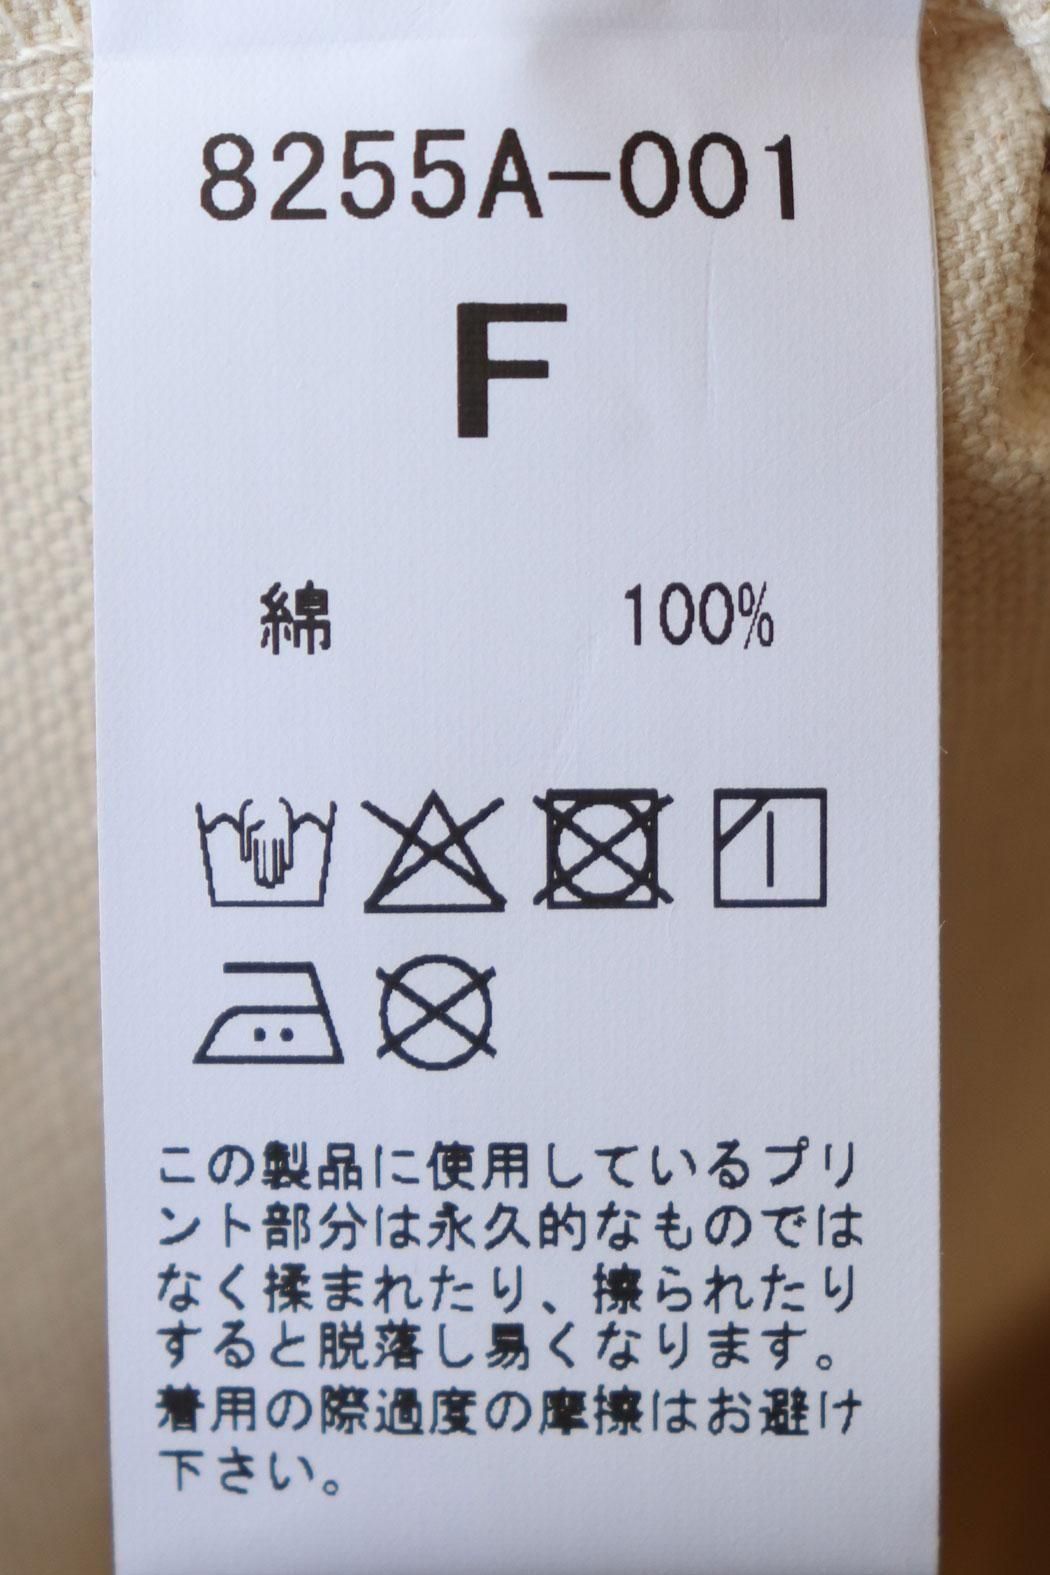 8255A-001
F
綿 100%
この製品に使用しているプリ
ント部分は永久的なものでは
なく揉まれたり、擦られたり
すると脱落し易くなります。
着用の際過度の摩擦はお避け
下さい。